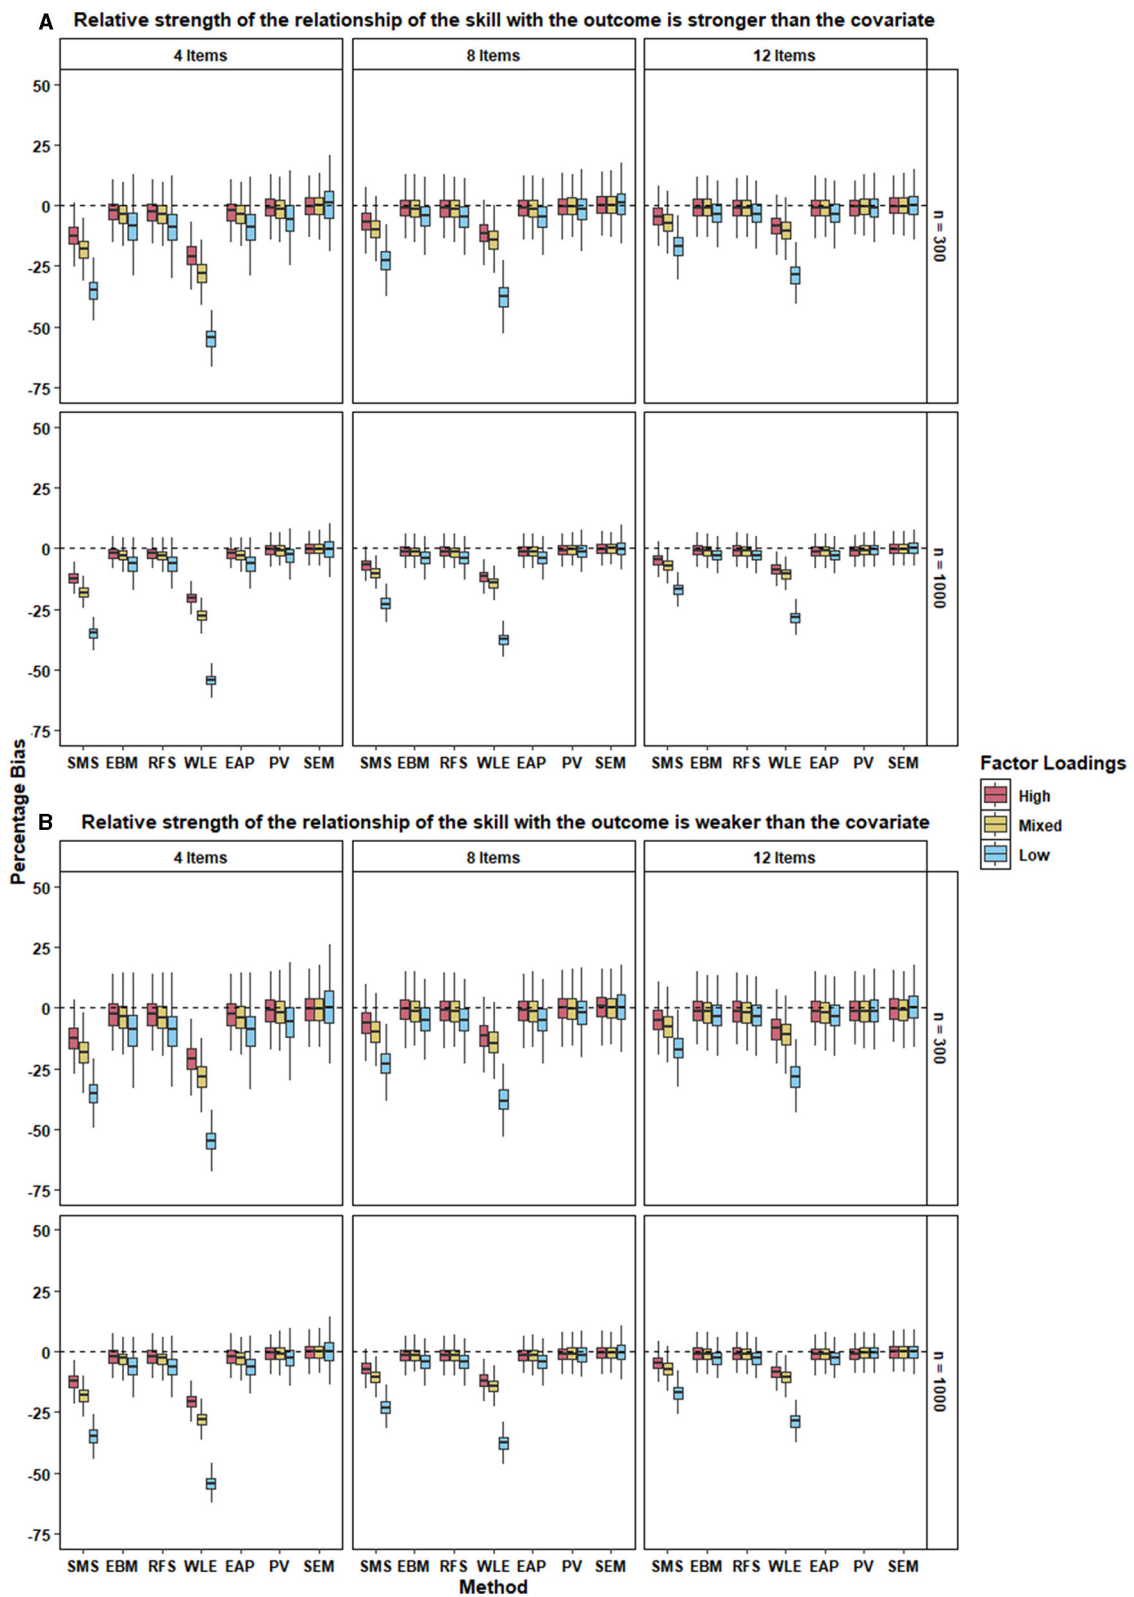 A Relative strength of the relationship of the skill with the outcome is stronger than the covariate
4 Items 8 Items 12 Items
50
25
0
-25
-50
-75
n = 300
50
25
0
-25
-50
-75
n = 1000
SMS EBM RFS WLE EAP PV SEM SMS EBM RFS WLE EAP PV SEM SMS EBM RFS WLE EAP PV SEM
Percentage Bias
Factor Loadings
High
Mixed
Low
B Relative strength of the relationship of the skill with the outcome is weaker than the covariate
4 Items 8 Items 12 Items
50
25
0
-25
-50
-75
n = 300
50
25
0
-25
-50
-75
n = 1000
SMS EBM RFS WLE EAP PV SEM SMS EBM RFS WLE EAP PV SEM SMS EBM RFS WLE EAP PV SEM
Method